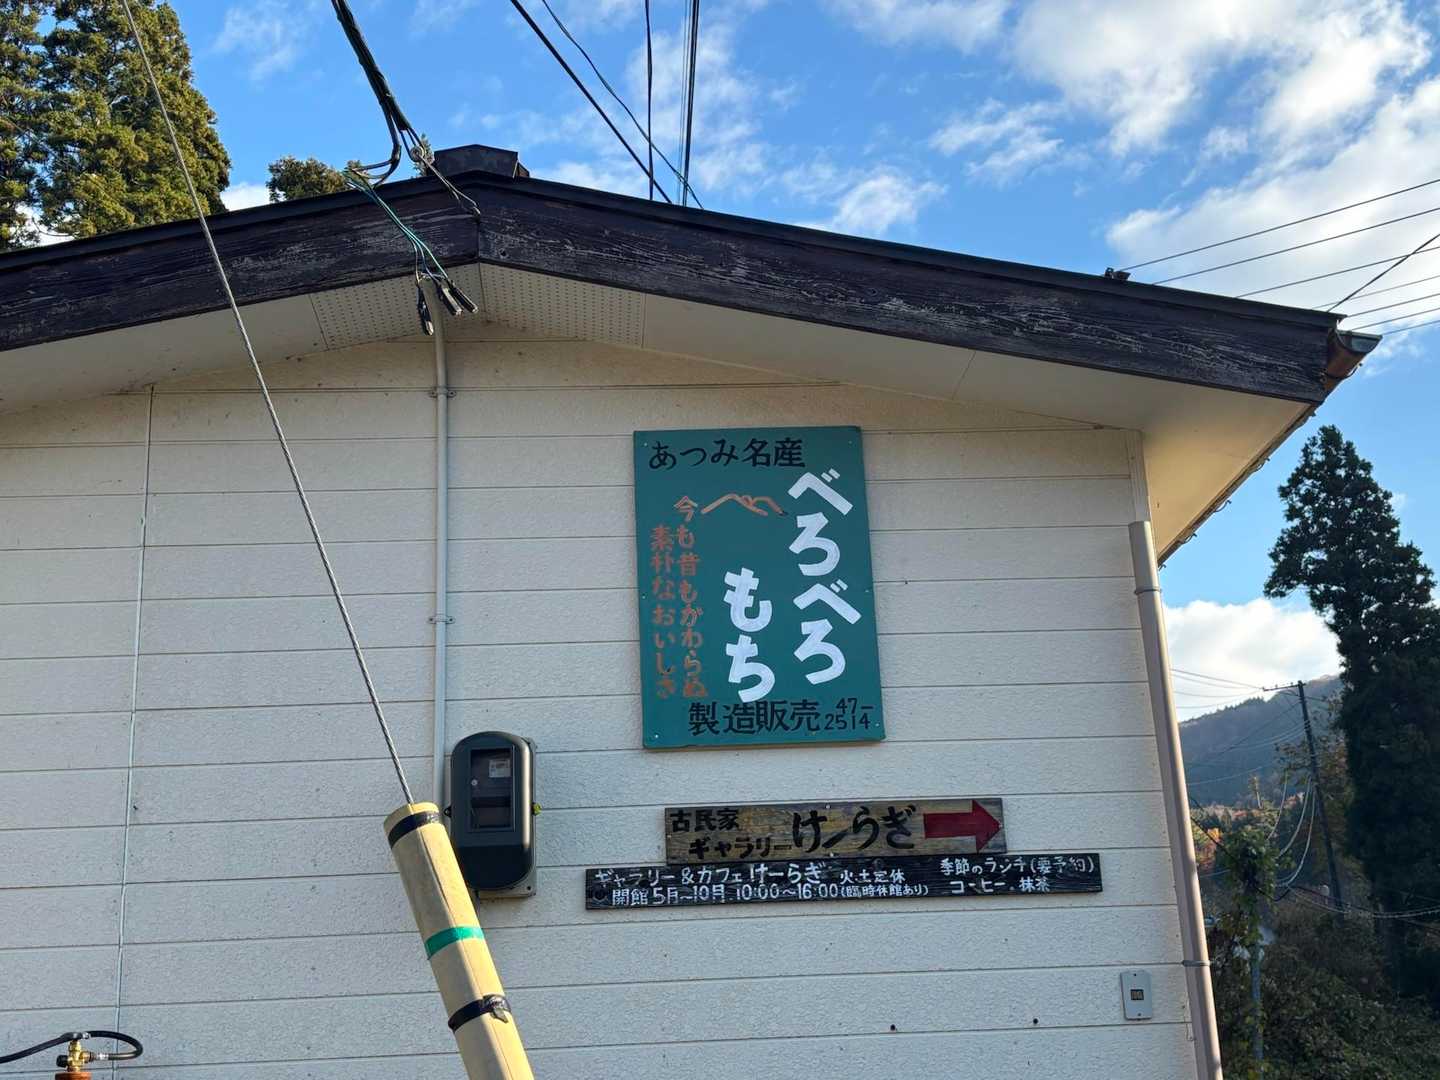 あつみ名産
べろべろ
もち
今も昔もかわらぬ
素朴なおいしさ
製造販売 47-2514
古民家
ギャラリー けらぎ
ギャラリー&カフェ けーらぎ 火土定休 季節のランチ(要予約)
開館 5月~10月 10:00~16:00(臨時休館あり) コーヒー、抹茶